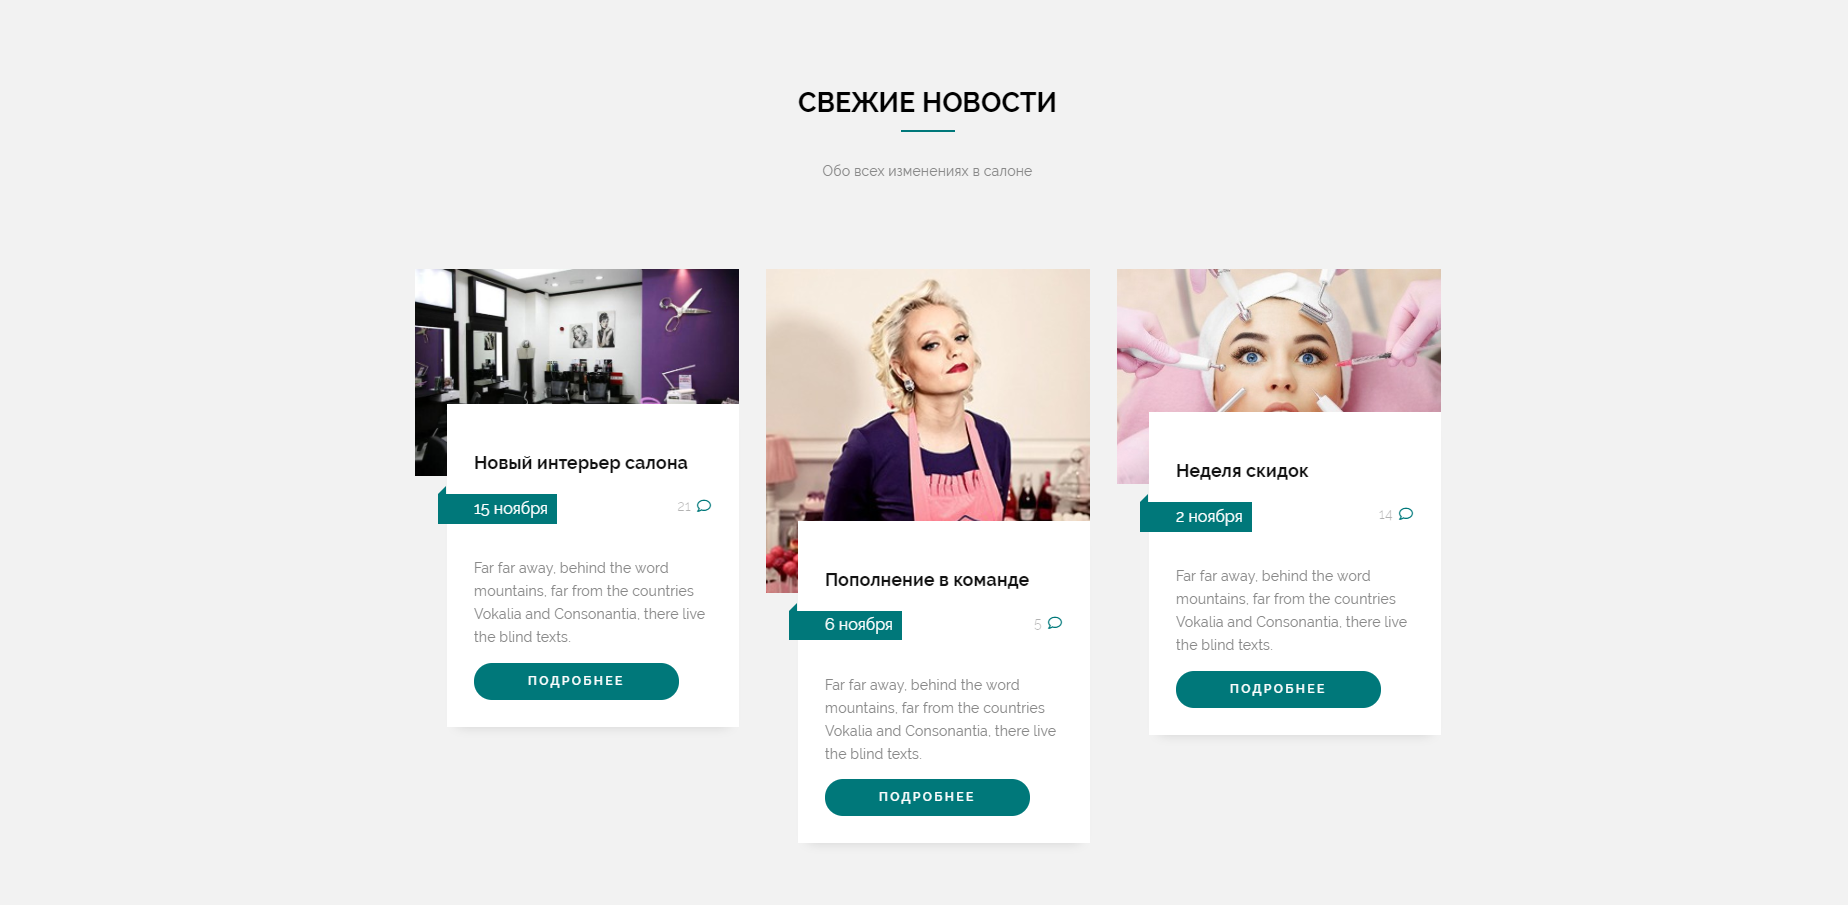 СВЕЖИЕ НОВОСТИ
Обо всех изменениях в салоне
Новый интерьер салона
15 ноября
21
Far far away, behind the word
mountains, far from the countries
Vokalia and Consonantia, there live
the blind texts.
ПОДРОБНЕЕ
Пополнение в команде
6 ноября
5
Far far away, behind the word
mountains, far from the countries
Vokalia and Consonantia, there live
the blind texts.
ПОДРОБНЕЕ
Неделя скидок
2 ноября
14
Far far away, behind the word
mountains, far from the countries
Vokalia and Consonantia, there live
the blind texts.
ПОДРОБНЕЕ